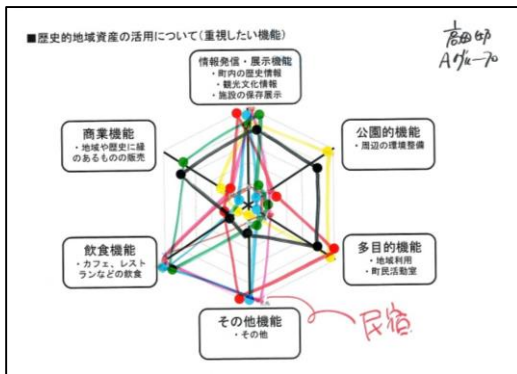 ■歴史的地域資産の活用について(重視したい機能)
高田邸
Aグループ
情報発信・展示機能
・町内の歴史情報
・観光文化情報
・施設の保存展示
商業機能
・地域や歴史に縁
のあるものの販売
公園的機能
・周辺の環境整備
飲食機能
・カフェ、レスト
ランなどの飲食
多目的機能
・地域利用
・町民活動室
その他機能
・その他
民宿